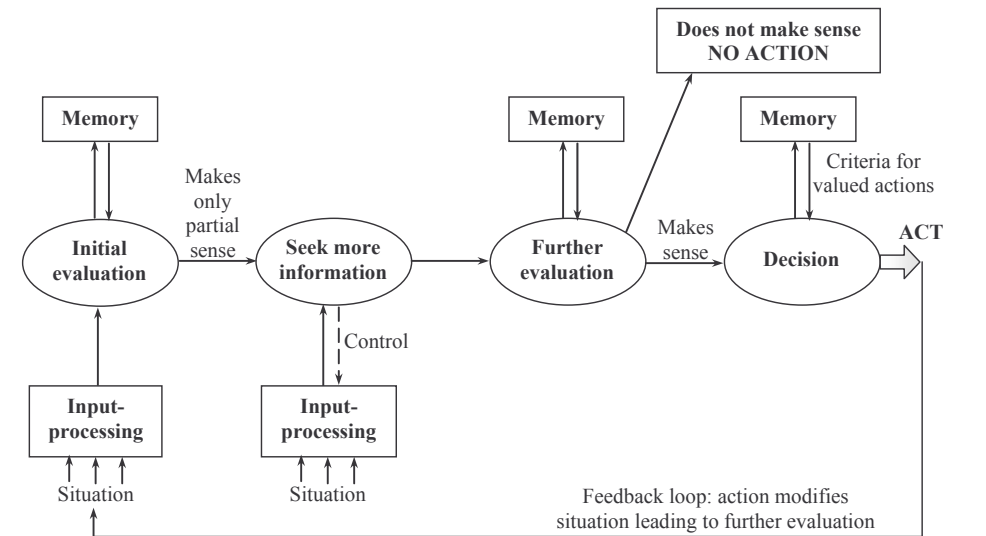 Does not make sense
NO ACTION
Memory
Memory
Memory
Makes
only
partial
sense
Criteria for
valued actions
Initial
evaluation
Seek more
information
Further
evaluation
Makes
sense
Decision
ACT
Control
Input-
processing
Input-
processing
Situation
Situation
Feedback loop: action modifies
situation leading to further evaluation